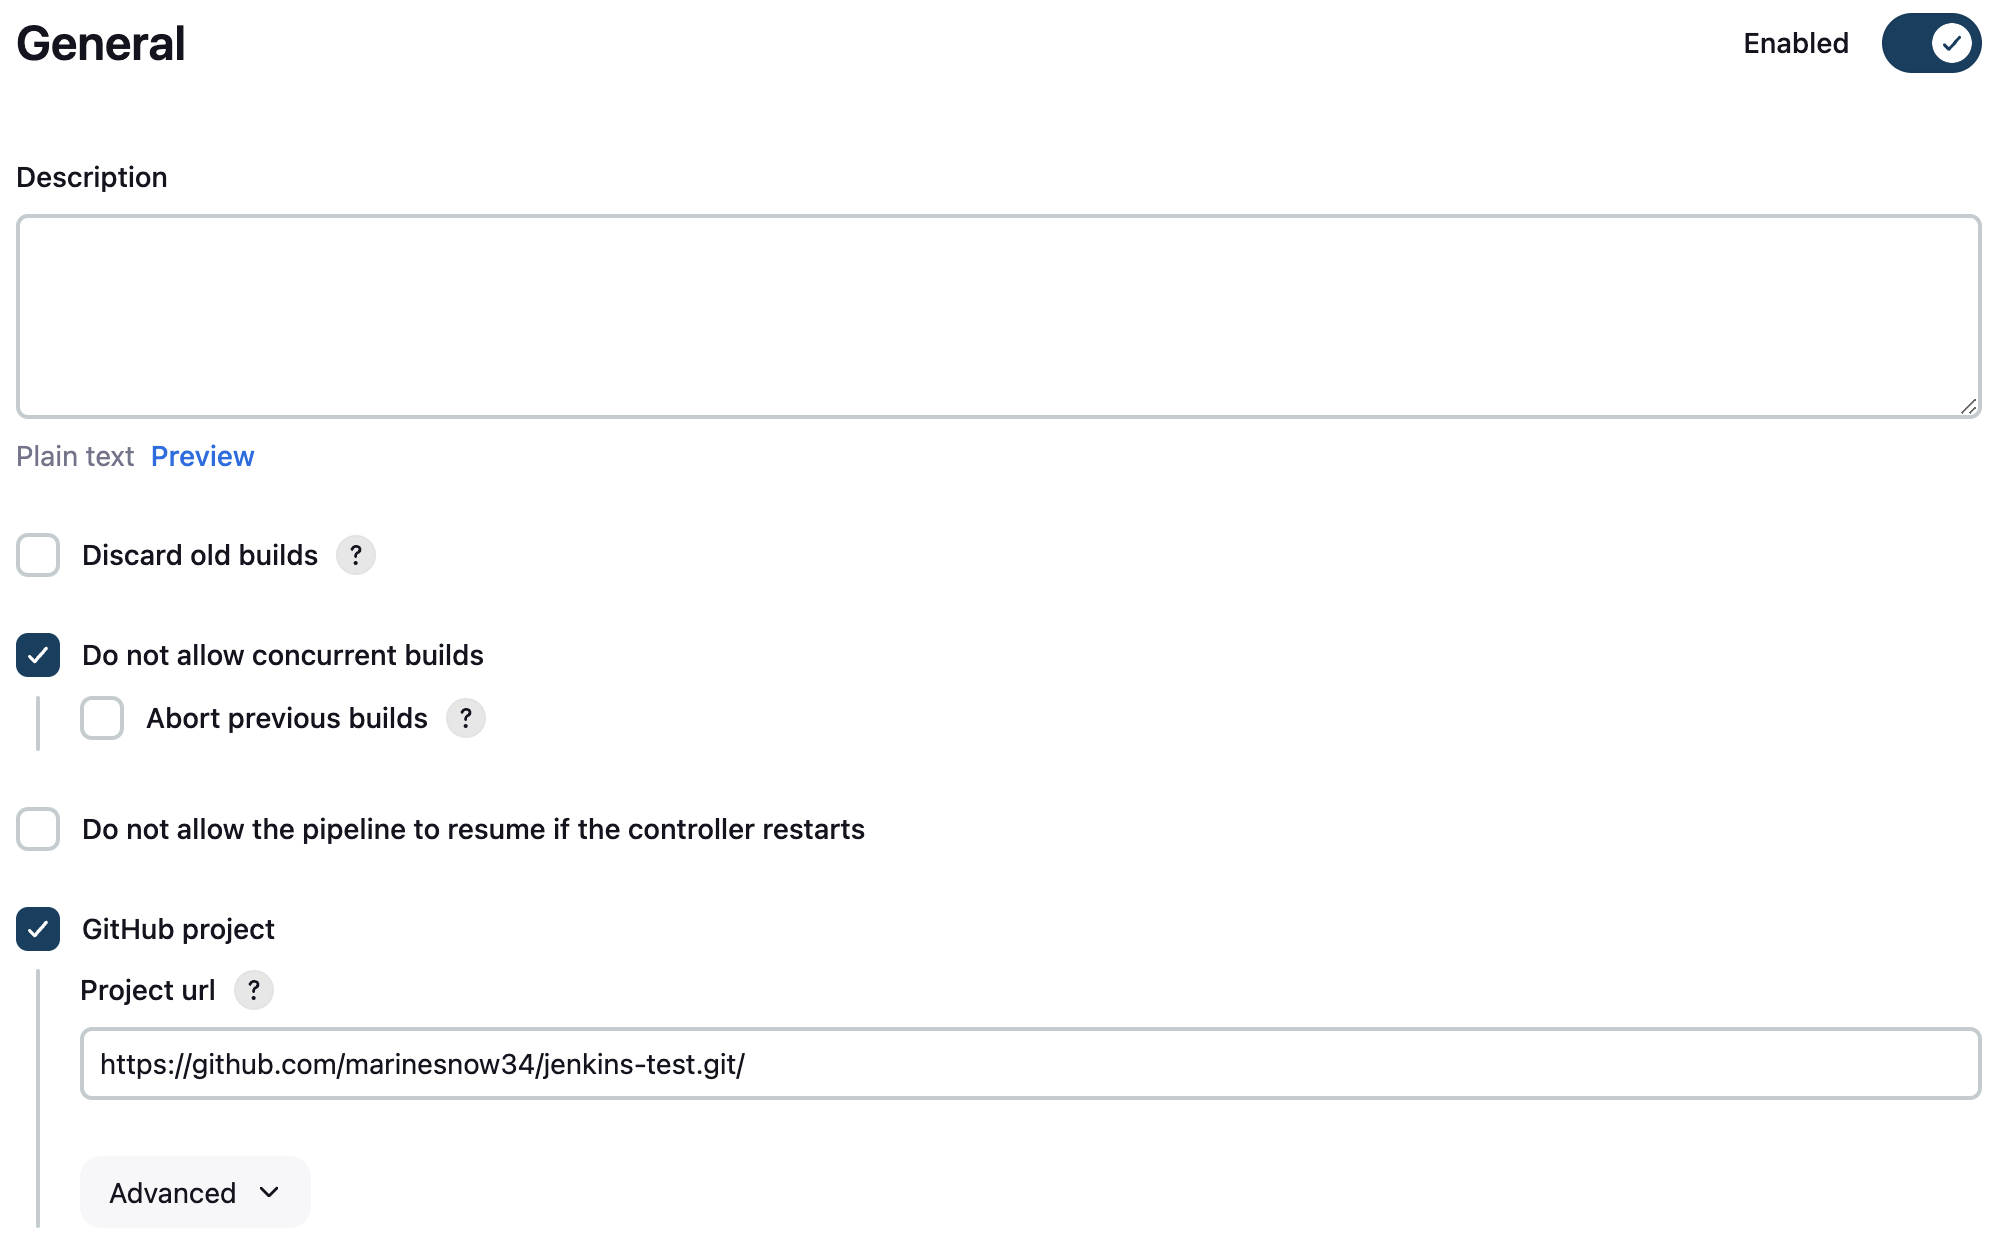 General
Enabled
Description
Plain text Preview
Discard old builds ?
Do not allow concurrent builds
Abort previous builds ?
Do not allow the pipeline to resume if the controller restarts
GitHub project
Project url ?
https://github.com/marinesnow34/jenkins-test.git/
Advanced